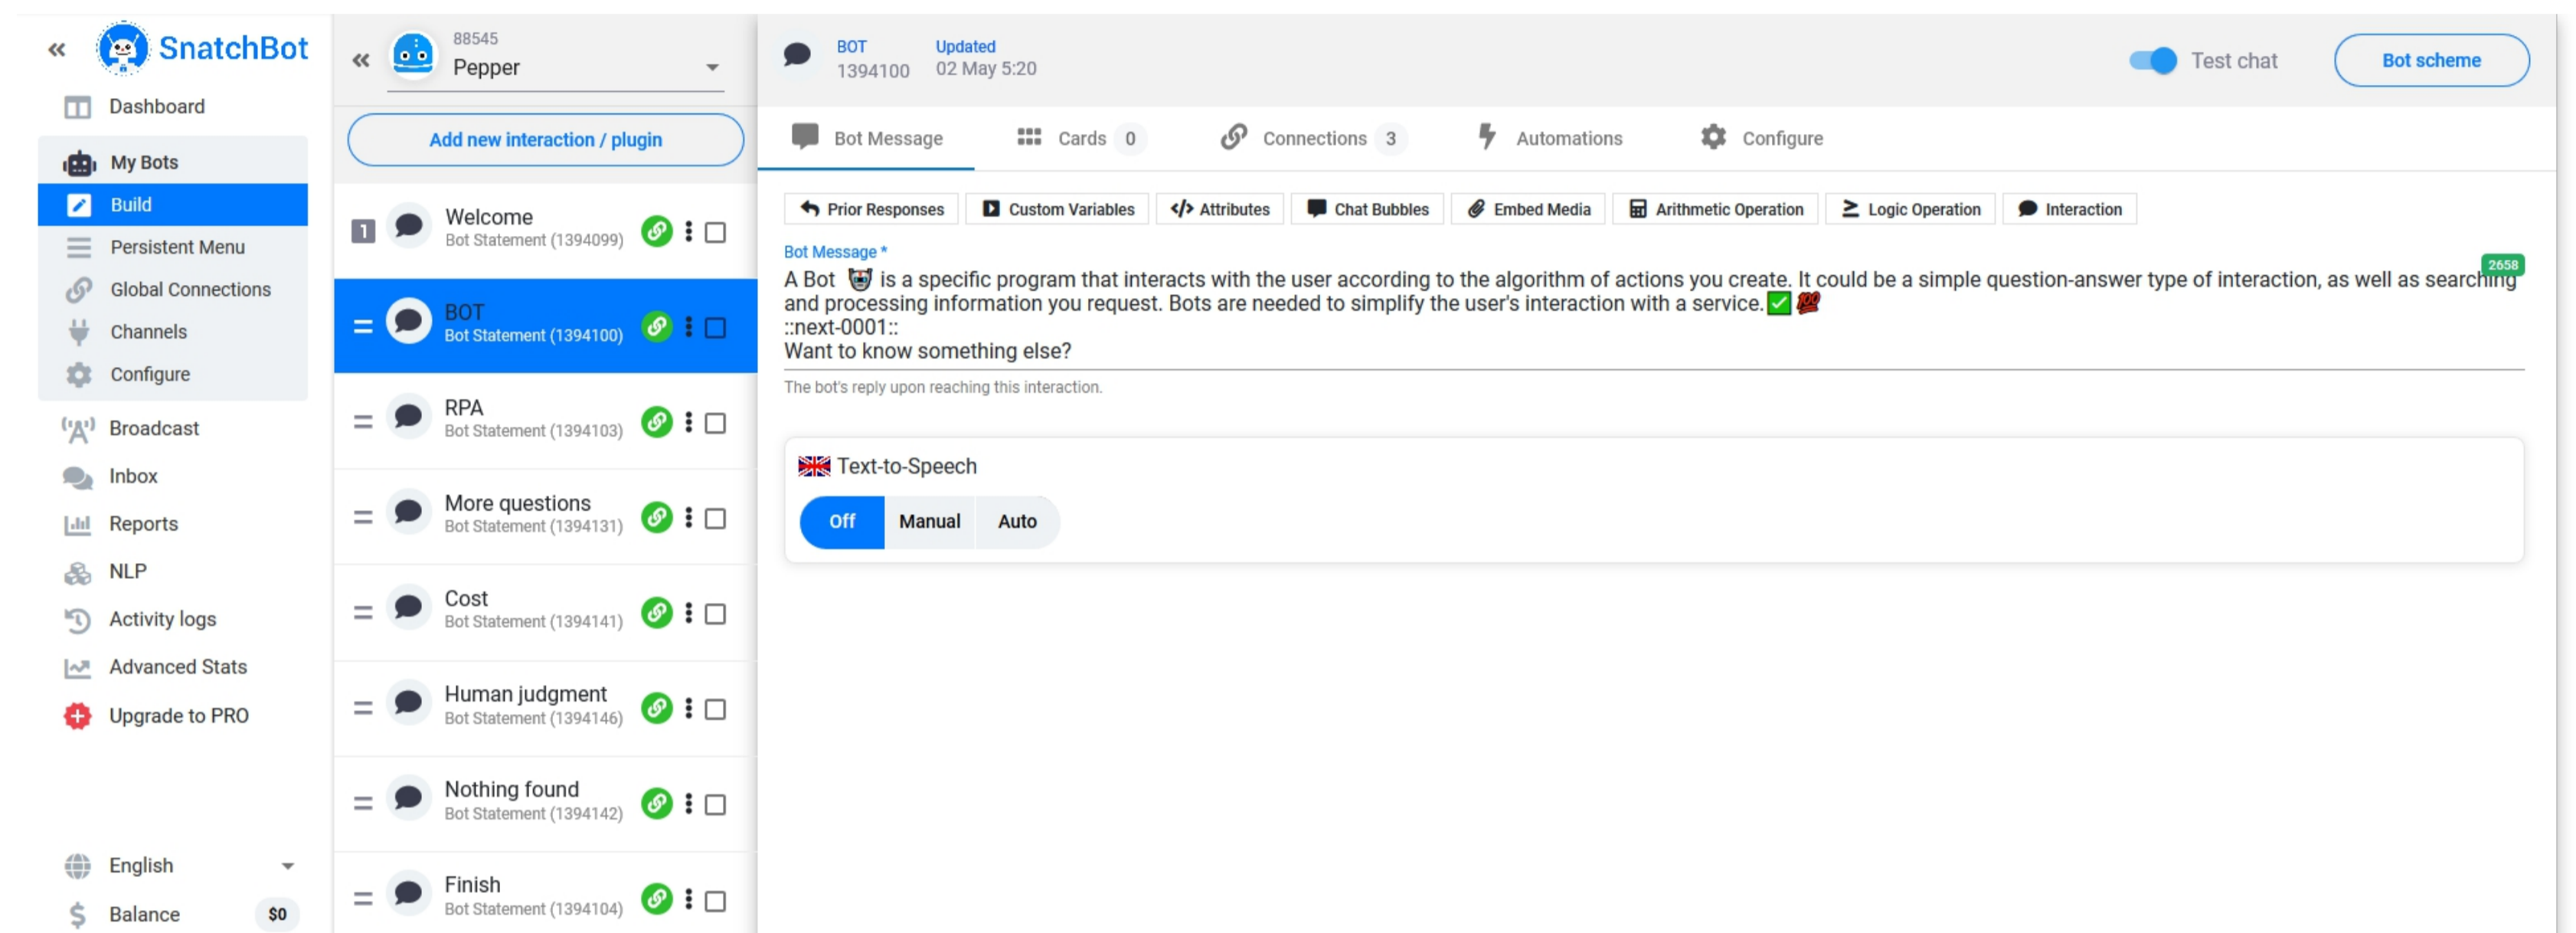 SnatchBot
Dashboard
My Bots
Build
Persistent Menu
Global Connections
Channels
Configure
Broadcast
Inbox
Reports
NLP
Activity logs
Advanced Stats
Upgrade to PRO
English
Balance $0
88545
Pepper
Add new interaction / plugin
1
Welcome
Bot Statement (1394099)
BOT
Bot Statement (1394100)
RPA
Bot Statement (1394103)
More questions
Bot Statement (1394131)
Cost
Bot Statement (1394141)
Human judgment
Bot Statement (1394146)
Nothing found
Bot Statement (1394142)
Finish
Bot Statement (1394104)
BOT Updated
1394100 02 May 5:20
Test chat Bot scheme
Bot Message Cards 0 Connections 3 Automations Configure
Prior Responses Custom Variables Attributes Chat Bubbles Embed Media Arithmetic Operation Logic Operation Interaction
Bot Message *
2658
A Bot 🤖 is a specific program that interacts with the user according to the algorithm of actions you create. It could be a simple question-answer type of interaction, as well as searching
and processing information you request. Bots are needed to simplify the user's interaction with a service.✅ 💯
::next-0001::
Want to know something else?
The bot's reply upon reaching this interaction.
Text-to-Speech
Off Manual Auto